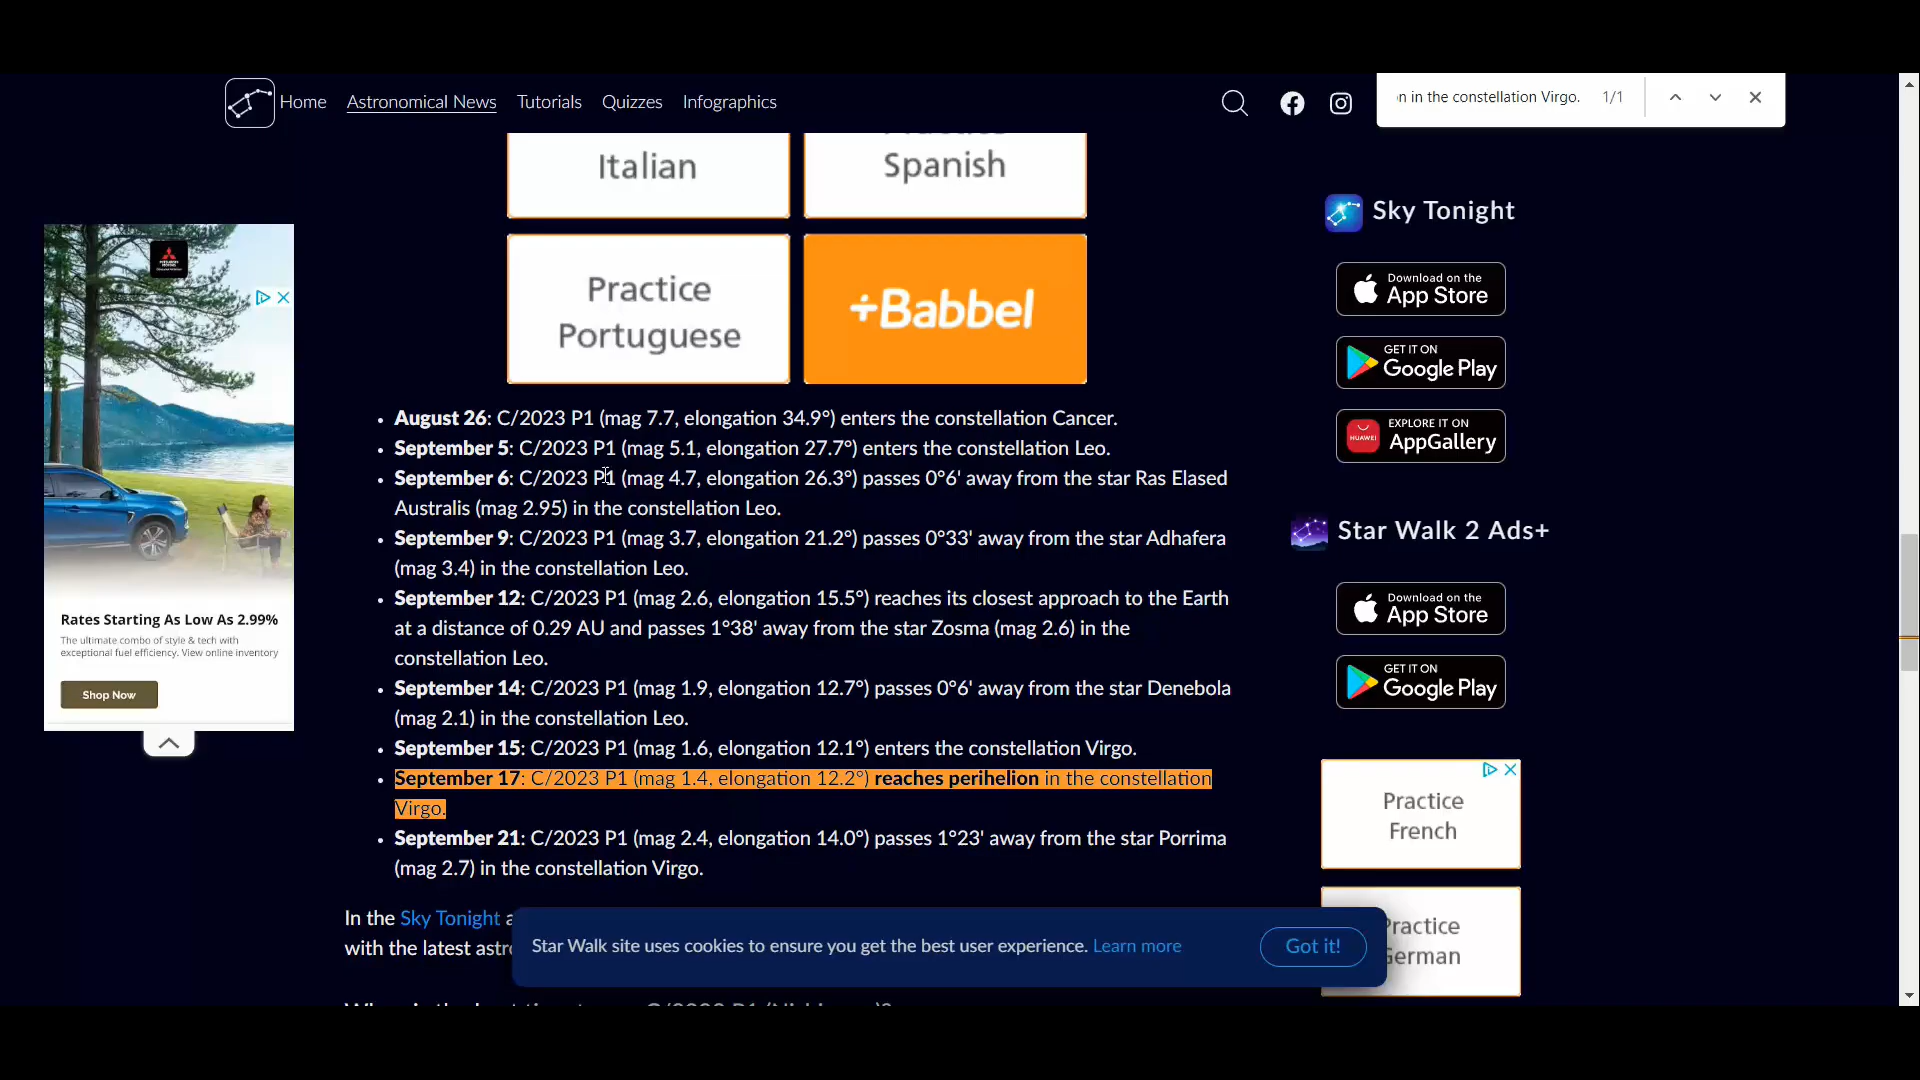 Home Astronomical News Tutorials Quizzes Infographics
n in the constellation Virgo. 1/1
Italian
Spanish
Practice
Portuguese
+Babbel
August 26: C/2023 P1 (mag 7.7, elongation 34.9°) enters the constellation Cancer.
September 5: C/2023 P1 (mag 5.1, elongation 27.7°) enters the constellation Leo.
September 6: C/2023 P1 (mag 4.7, elongation 26.3°) passes 0°6' away from the star Ras Elased
Australis (mag 2.95) in the constellation Leo.
September 9: C/2023 P1 (mag 3.7, elongation 21.2°) passes 0°33' away from the star Adhafera
(mag 3.4) in the constellation Leo.
September 12: C/2023 P1 (mag 2.6, elongation 15.5°) reaches its closest approach to the Earth
at a distance of 0.29 AU and passes 1°38' away from the star Zosma (mag 2.6) in the
constellation Leo.
September 14: C/2023 P1 (mag 1.9, elongation 12.7°) passes 0°6' away from the star Denebola
(mag 2.1) in the constellation Leo.
September 15: C/2023 P1 (mag 1.6, elongation 12.1°) enters the constellation Virgo.
September 17: C/2023 P1 (mag 1.4, elongation 12.2°) reaches perihelion in the constellation
Virgo.
September 21: C/2023 P1 (mag 2.4, elongation 14.0°) passes 1°23' away from the star Porrima
(mag 2.7) in the constellation Virgo.
In the Sky Tonight a
with the latest astr
Star Walk site uses cookies to ensure you get the best user experience. Learn more
Got it!
Rates Starting As Low As 2.99%
The ultimate combo of style & tech with
exceptional fuel efficiency. View online inventory
Shop Now
Sky Tonight
Download on the
App Store
GET IT ON
Google Play
HUAWEI
EXPLORE IT ON
AppGallery
Star Walk 2 Ads+
Download on the
App Store
GET IT ON
Google Play
Practice
French
Practice
German